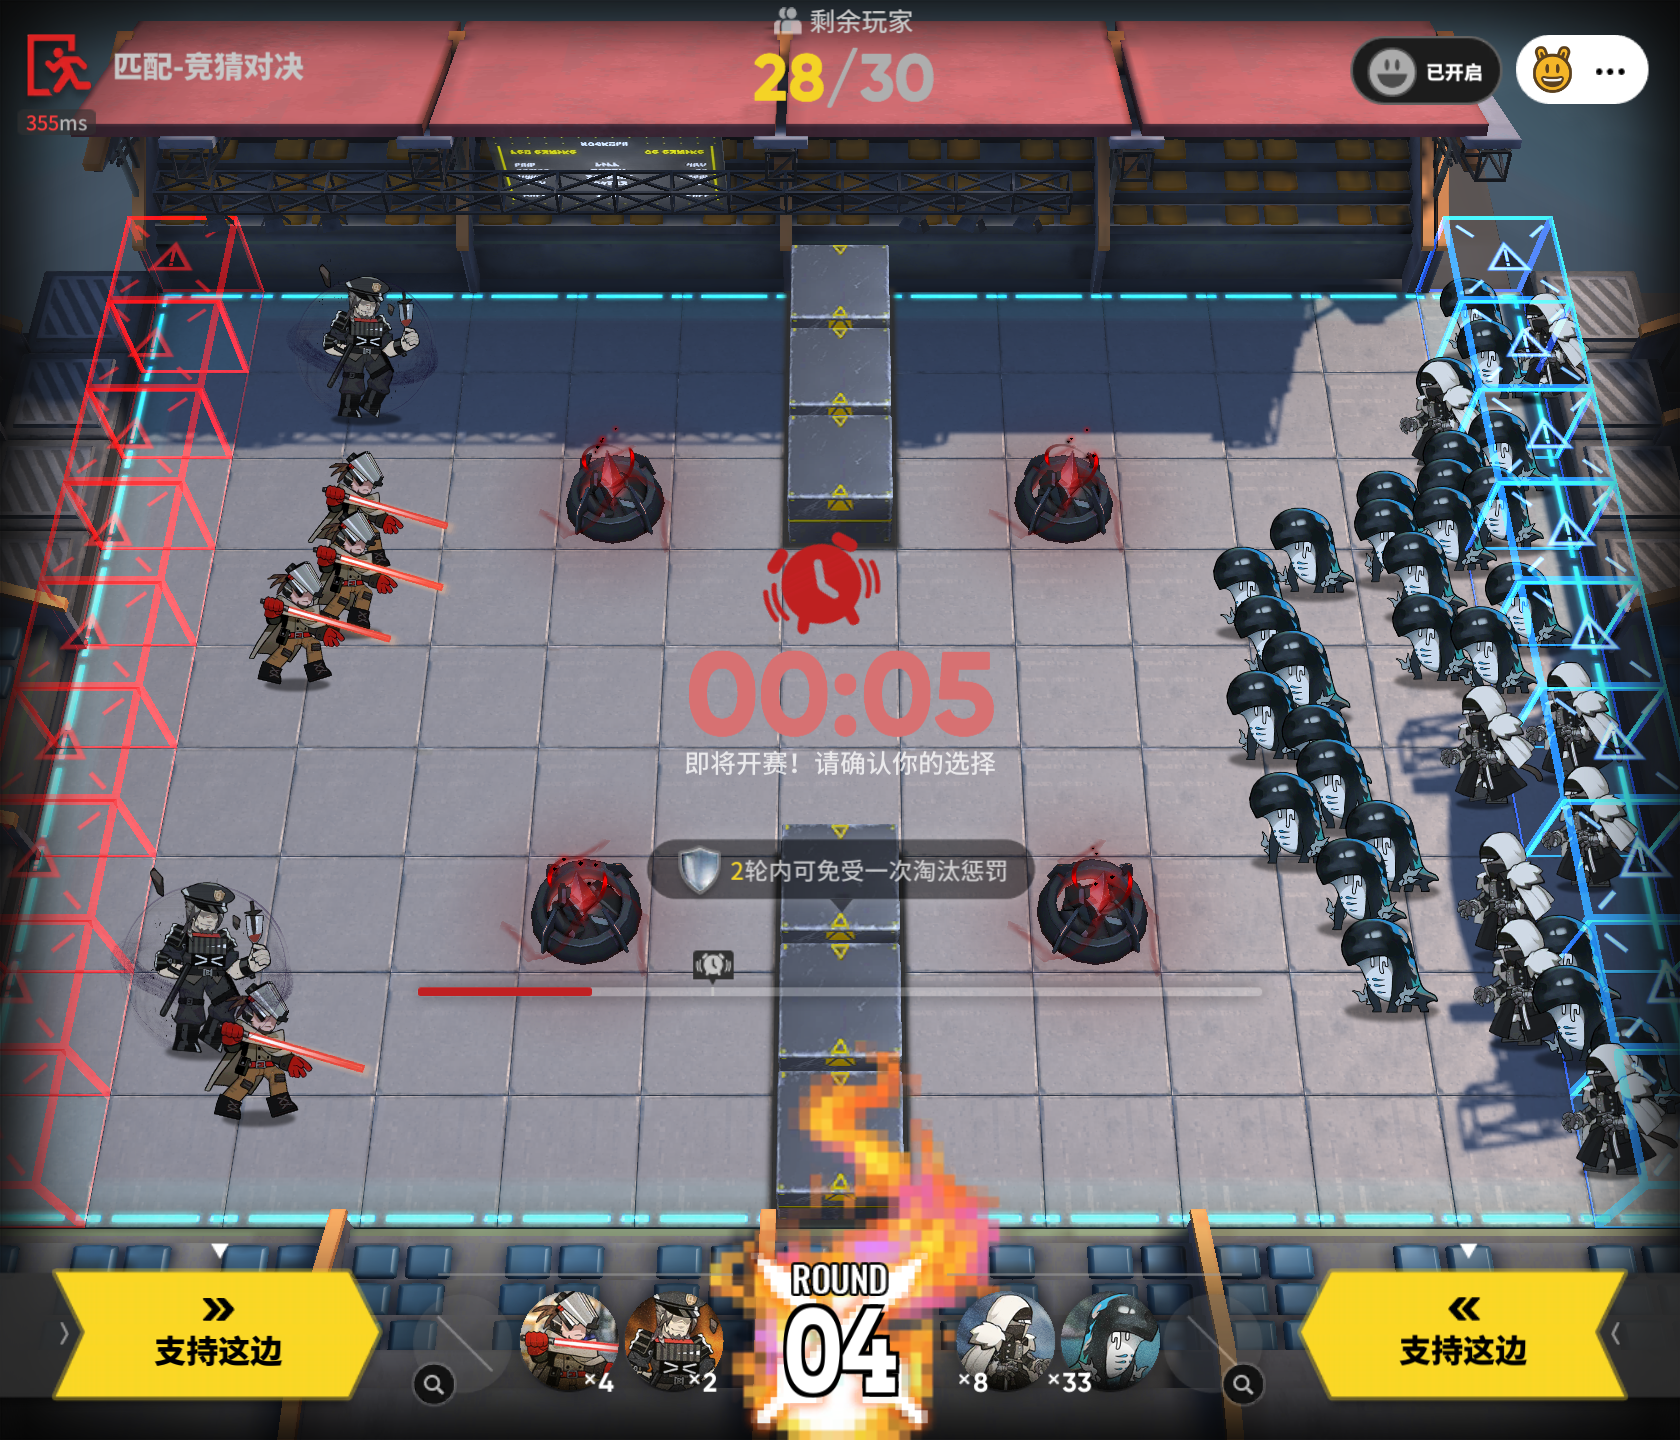 剩余玩家
匹配-竞猜对决
28/30
已开启
355ms
00:05
即将开赛！请确认你的选择
2轮内可免受一次淘汰惩罚
ROUND
04
支持这边
×4
×2
×8
×33
支持这边